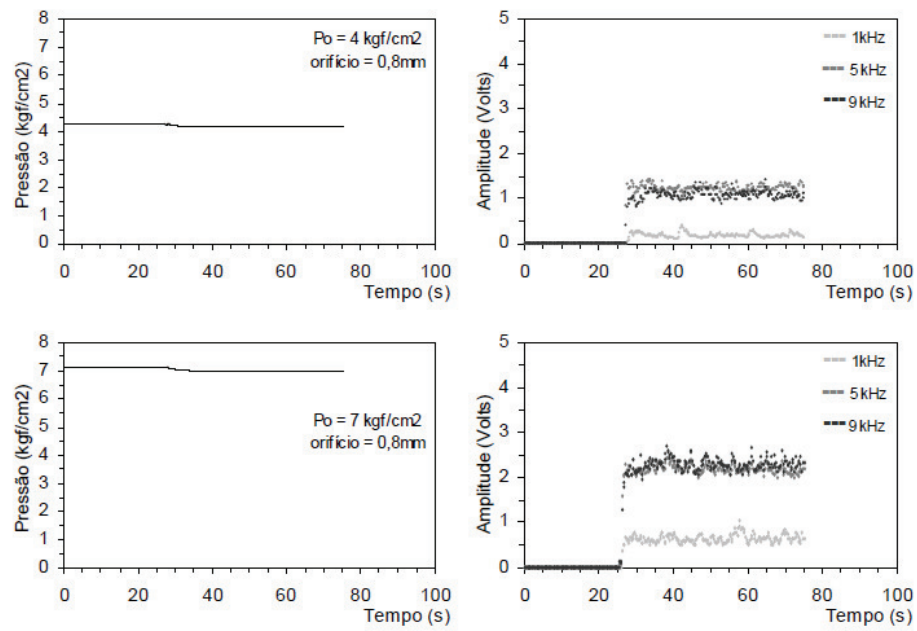 8
7
6
5
4
3
2
1
0
Pressão (kgf/cm2)
Po = 4 kgf/cm2
orifício = 0,8mm
0 20 40 60 80 100
Tempo (s)
5
4
3
2
1
0
Amplitude (Volts)
1kHz
5kHz
9kHz
0 20 40 60 80 100
Tempo (s)
8
7
6
5
4
3
2
1
0
Pressão (kgf/cm2)
Po = 7 kgf/cm2
orifício = 0,8mm
0 20 40 60 80 100
Tempo (s)
5
4
3
2
1
0
Amplitude (Volts)
1kHz
5kHz
9kHz
0 20 40 60 80 100
Tempo (s)